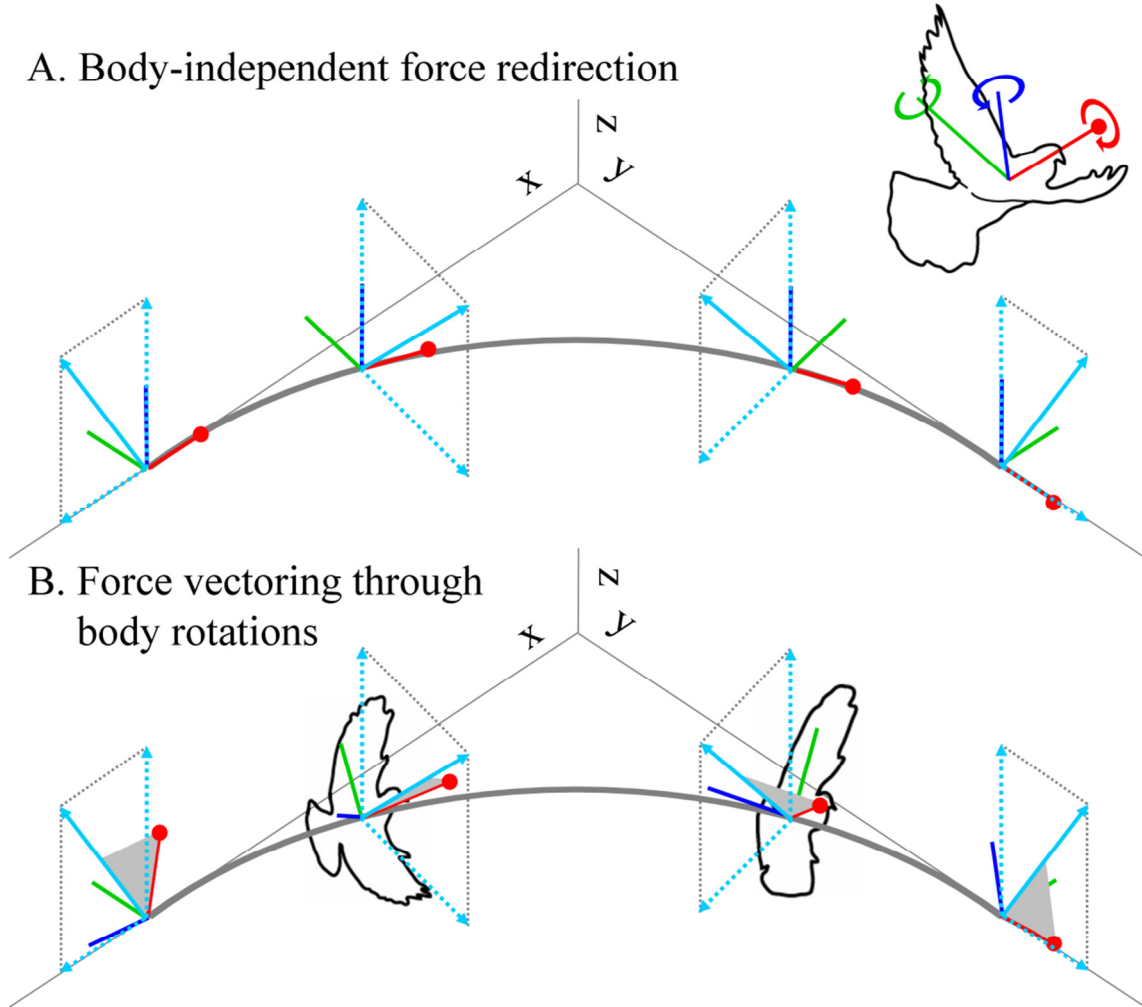 A. Body-independent force redirection
z
x
y
B. Force vectoring through
body rotations
z
x
y